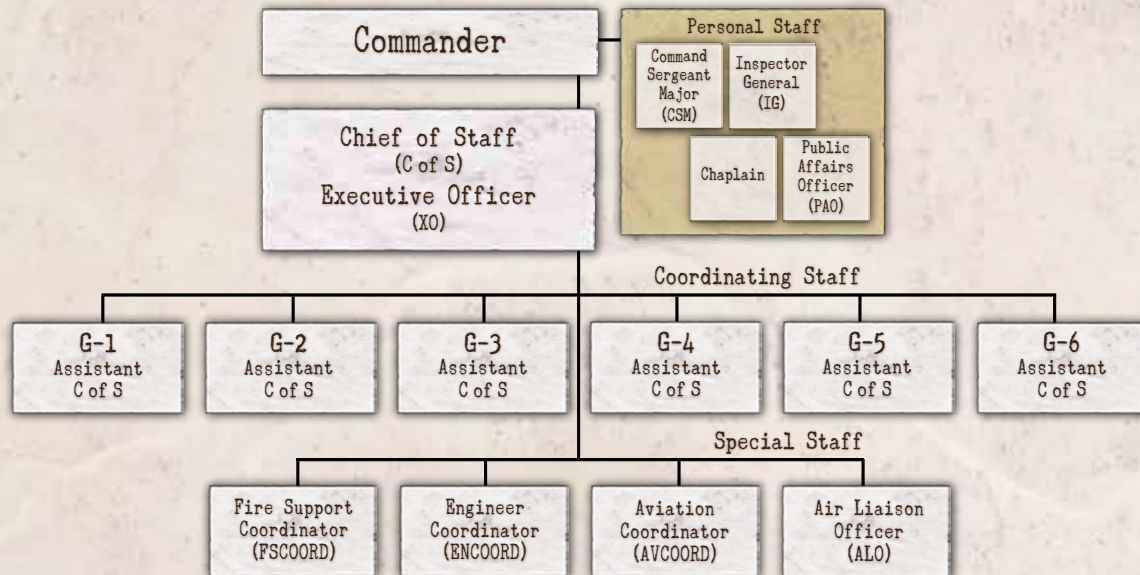 Commander
Personal Staff
Command
Sergeant
Major
(CSM)
Inspector
General
(IG)
Chaplain
Public
Affairs
Officer
(PAO)
Chief of Staff
(C of S)
Executive Officer
(XO)
Coordinating Staff
G-1
Assistant
C of S
G-2
Assistant
C of S
G-3
Assistant
C of S
G-4
Assistant
C of S
G-5
Assistant
C of S
G-6
Assistant
C of S
Special Staff
Fire Support
Coordinator
(FSCOORD)
Engineer
Coordinator
(ENCOORD)
Aviation
Coordinator
(AVCOORD)
Air Liaison
Officer
(ALO)